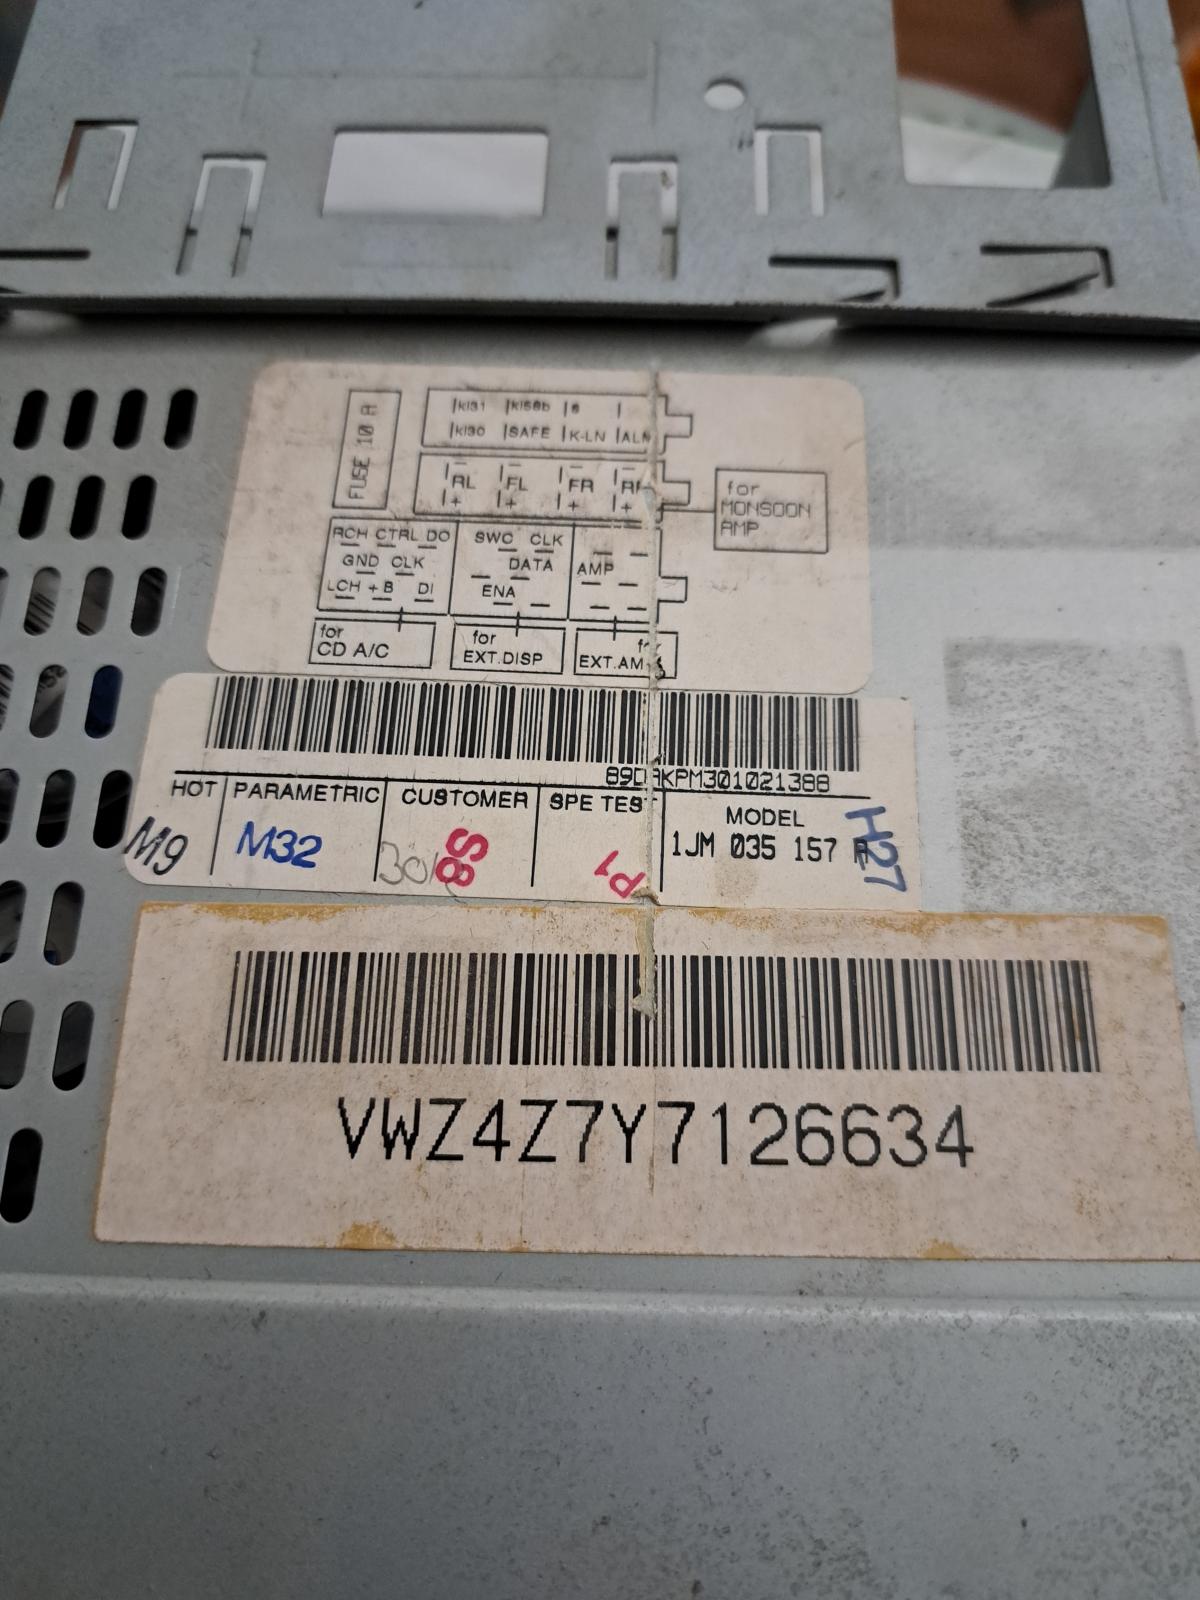 FUSE 10 A
kl31 kl58b 6
kl30 SAFE K-LN
RL FL FR
+ + + +
for
MONSOON
AMP
RCH CTRL DO SWC CLK
GND CLK DATA AMP
LCH +B DI ENA
for
CD A/C
for
EXT.DISP
for
EXT.AM
HOT PARAMETRIC CUSTOMER SPE TEST MODEL
M9 M32 S8 P1 1JM 035 157 H27
VWZ4Z7Y7126634